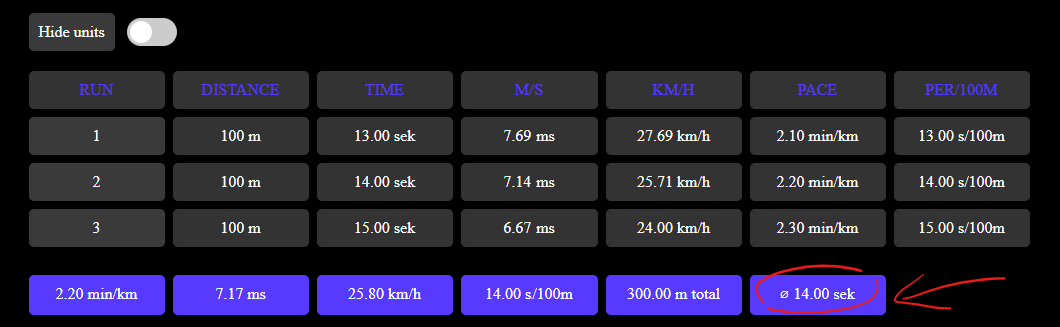 Hide units
RUN DISTANCE TIME M/S KM/H PACE PER/100M
1 100 m 13.00 sek 7.69 ms 27.69 km/h 2.10 min/km 13.00 s/100m
2 100 m 14.00 sek 7.14 ms 25.71 km/h 2.20 min/km 14.00 s/100m
3 100 m 15.00 sek 6.67 ms 24.00 km/h 2.30 min/km 15.00 s/100m
2.20 min/km 7.17 ms 25.80 km/h 14.00 s/100m 300.00 m total ⌀ 14.00 sek